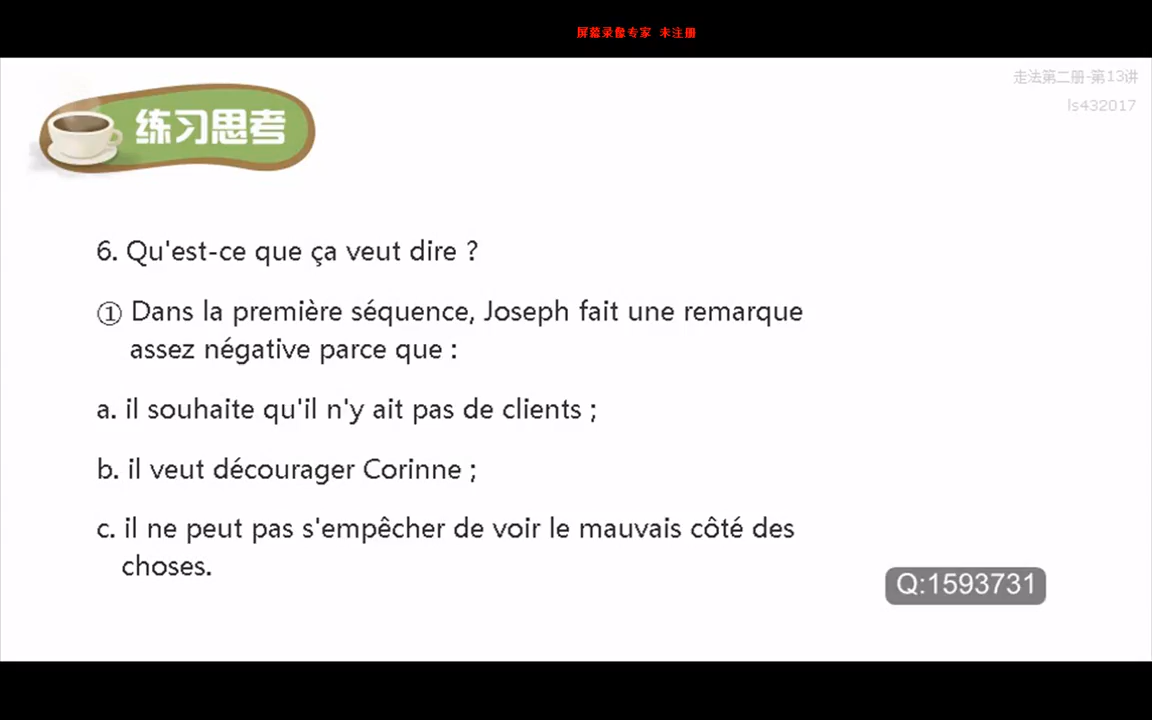 屏幕录像专家 未注册
走法第二册-第13讲
ls432017
练习思考
6. Qu'est-ce que ça veut dire ?
① Dans la première séquence, Joseph fait une remarque
assez négative parce que :
a. il souhaite qu'il n'y ait pas de clients ;
b. il veut décourager Corinne ;
c. il ne peut pas s'empêcher de voir le mauvais côté des
choses.
Q:1593731